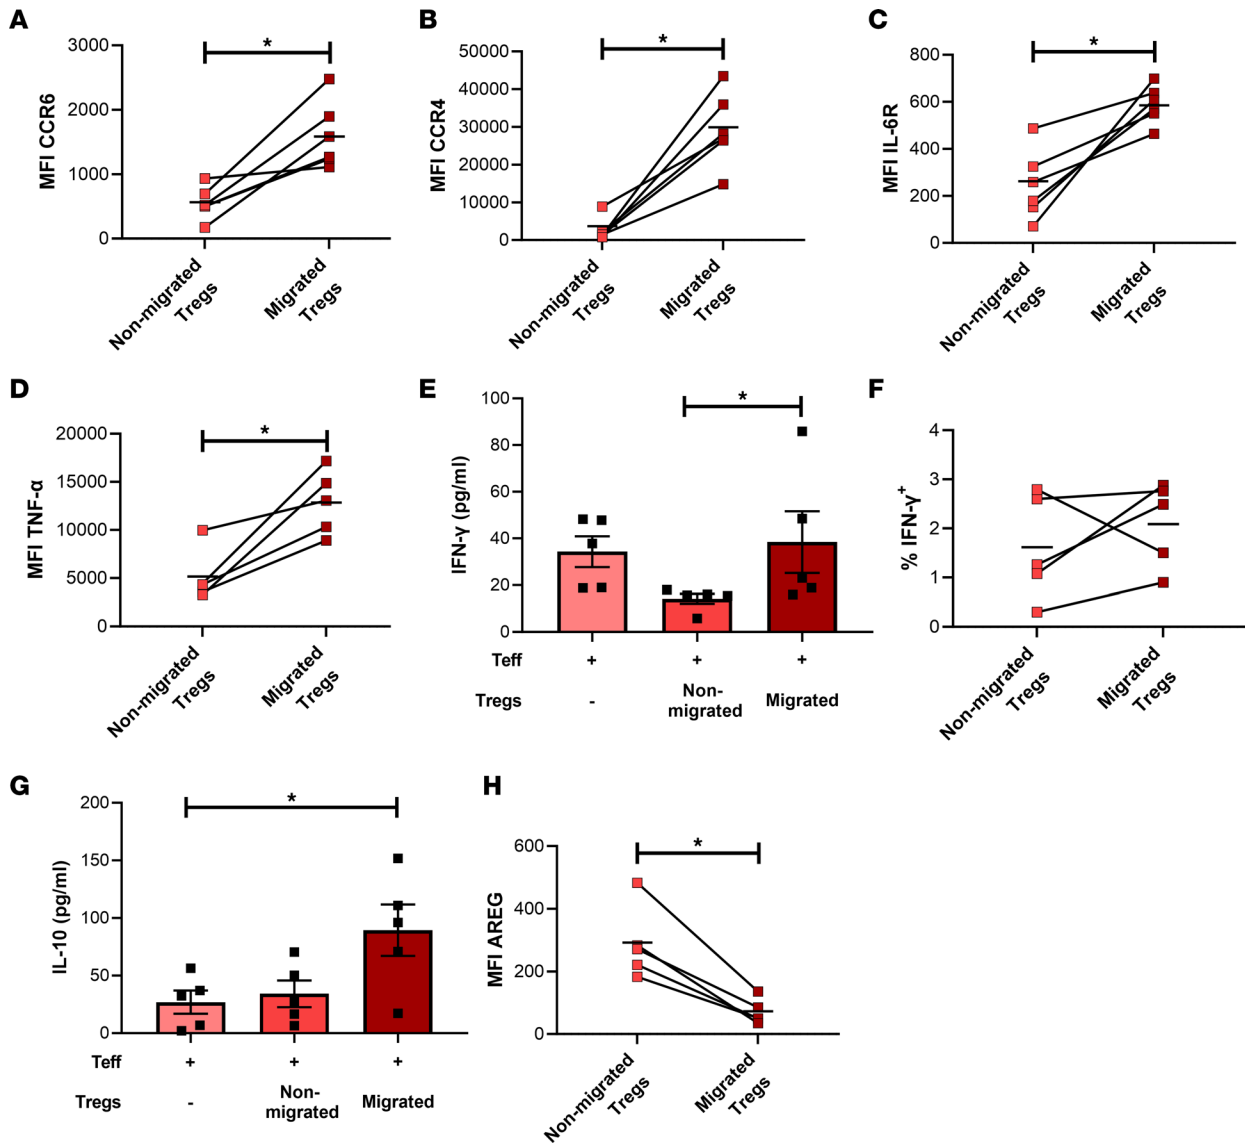 A
MFI CCR6
3000
2000
1000
0
*
Non-migrated
Tregs
Migrated
Tregs
B
MFI CCR4
50000
40000
30000
20000
10000
0
*
Non-migrated
Tregs
Migrated
Tregs
C
MFI IL-6R
800
600
400
200
0
*
Non-migrated
Tregs
Migrated
Tregs
D
MFI TNF-α
20000
15000
10000
5000
0
*
Non-migrated
Tregs
Migrated
Tregs
E
IFN-γ (pg/ml)
100
80
60
40
20
0
*
Teff + + +
Tregs - Non-migrated Migrated
F
% IFN-γ+
4
3
2
1
0
Non-migrated
Tregs
Migrated
Tregs
G
IL-10 (pg/ml)
200
150
100
50
0
*
Teff + + +
Tregs - Non-migrated Migrated
H
MFI AREG
600
400
200
0
*
Non-migrated
Tregs
Migrated
Tregs